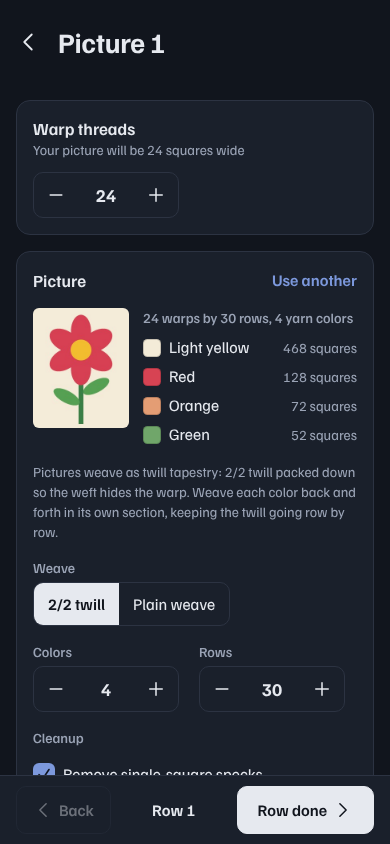 Picture 1
Warp threads
Your picture will be 24 squares wide
24
Picture
Use another
24 warps by 30 rows, 4 yarn colors
Light yellow 468 squares
Red 128 squares
Orange 72 squares
Green 52 squares
Pictures weave as twill tapestry: 2/2 twill packed down
so the weft hides the warp. Weave each color back and
forth in its own section, keeping the twill going row by
row.
Weave
2/2 twill Plain weave
Colors Rows
4 30
Cleanup
Remove single-square specks
Back Row 1 Row done